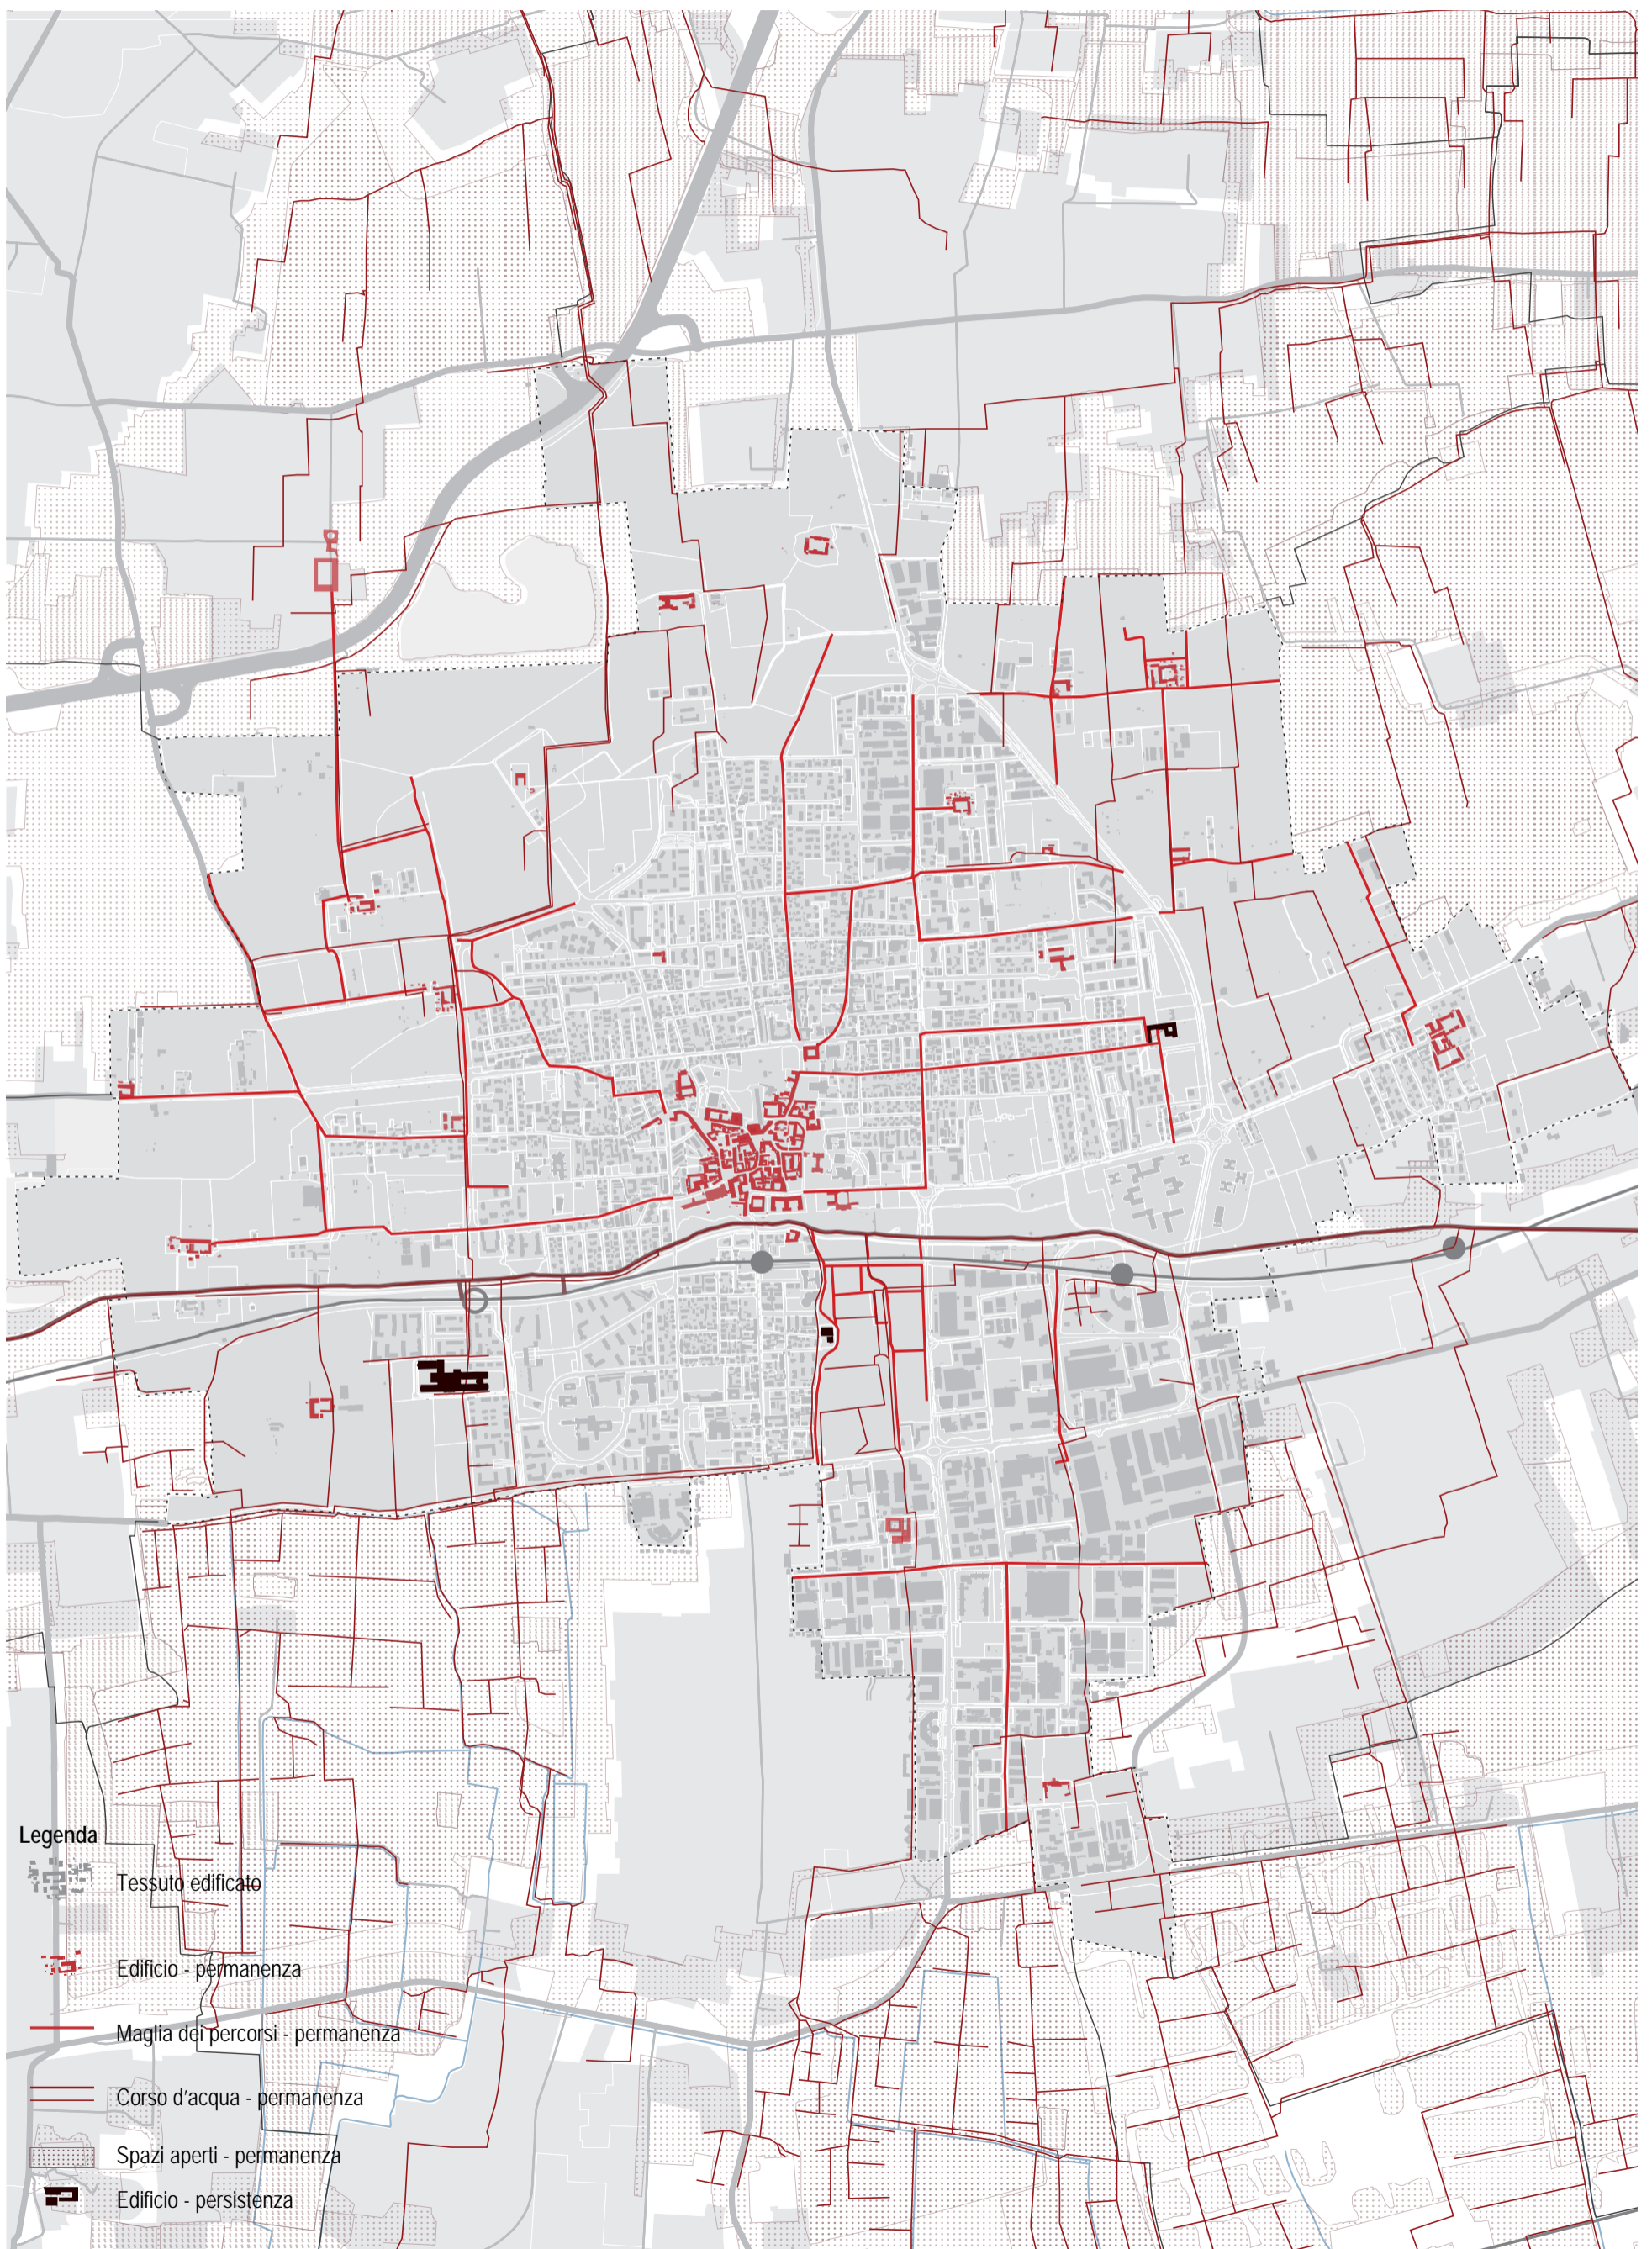 Legenda
Tessuto edificato
Edificio - permanenza
Maglia dei percorsi - permanenza
Corso d'acqua - permanenza
Spazi aperti - permanenza
Edificio - persistenza